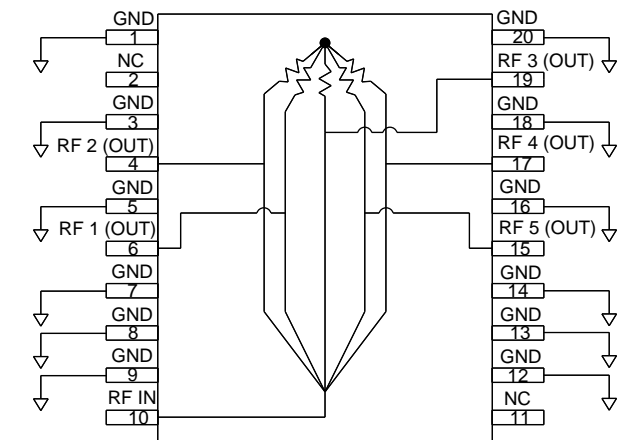 GND
1
NC
2
GND
3
RF 2 (OUT)
4
GND
5
RF 1 (OUT)
6
GND
7
GND
8
GND
9
RF IN
10
GND
20
RF 3 (OUT)
19
GND
18
RF 4 (OUT)
17
GND
16
RF 5 (OUT)
15
GND
14
GND
13
GND
12
NC
11